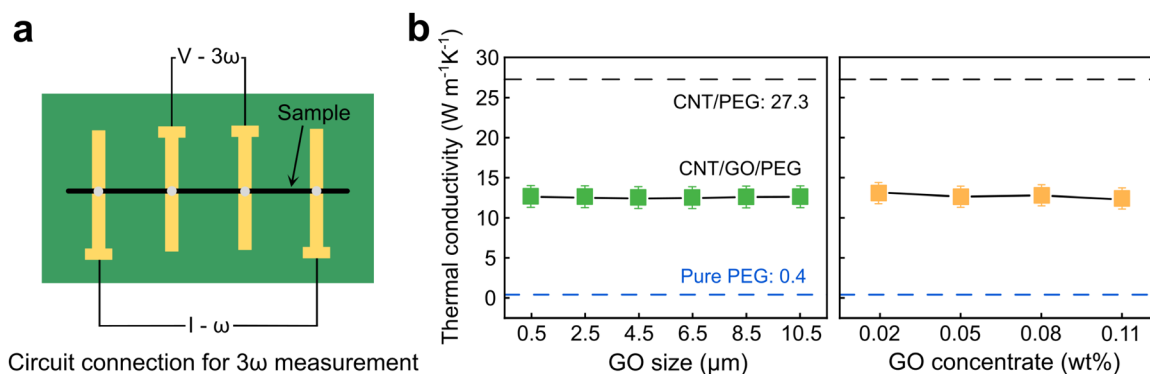 a
V - 3ω
Sample
I - ω
Circuit connection for 3ω measurement
b
Thermal conductivity (W m⁻¹K⁻¹)
30
25
20
15
10
5
0
CNT/PEG: 27.3
CNT/GO/PEG
Pure PEG: 0.4
0.5 2.5 4.5 6.5 8.5 10.5
GO size (μm)
0.02 0.05 0.08 0.11
GO concentrate (wt%)